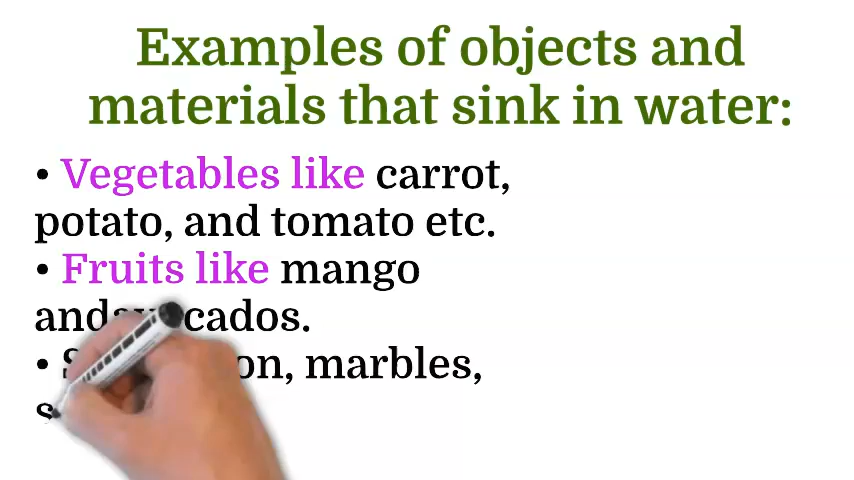 Examples of objects and
materials that sink in water:
• Vegetables like carrot,
potato, and tomato etc.
• Fruits like mango
cados.
• marbles,